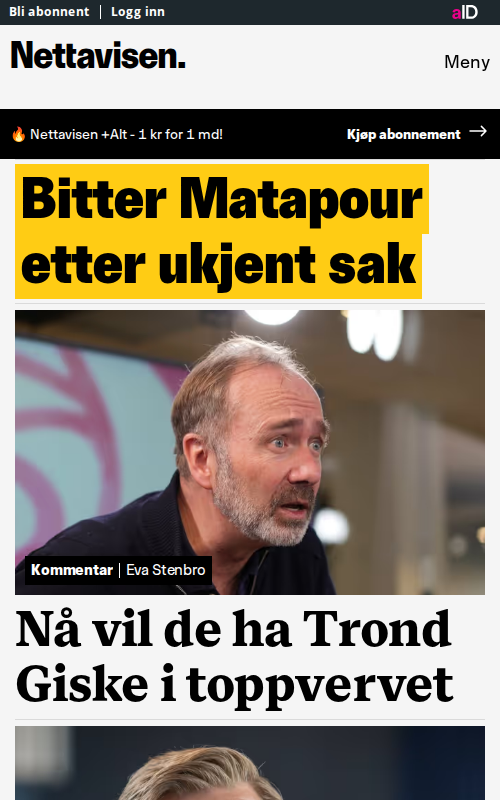 Bli abonnent | Logg inn
aID
Nettavisen.
Meny
🔥 Nettavisen +Alt - 1 kr for 1 md!
Kjøp abonnement →
Bitter Matapour
etter ukjent sak
Kommentar | Eva Stenbro
Nå vil de ha Trond
Giske i toppvervet